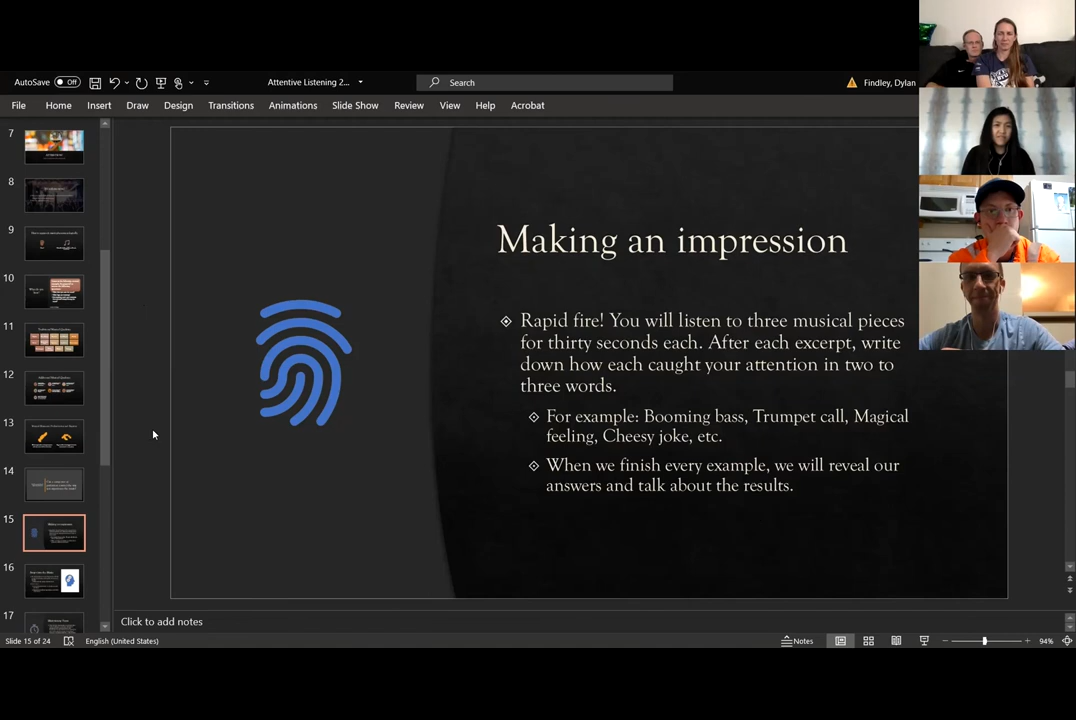 AutoSave Off Attentive Listening 2... Search Findley, Dylan
File Home Insert Draw Design Transitions Animations Slide Show Review View Help Acrobat
7
8
9
10
11
12
13
14
15
16
17
Making an impression
Rapid fire! You will listen to three musical pieces
for thirty seconds each. After each excerpt, write
down how each caught your attention in two to
three words.
For example: Booming bass, Trumpet call, Magical
feeling, Cheesy joke, etc.
When we finish every example, we will reveal our
answers and talk about the results.
Click to add notes
Slide 15 of 24 English (United States) Notes 94%